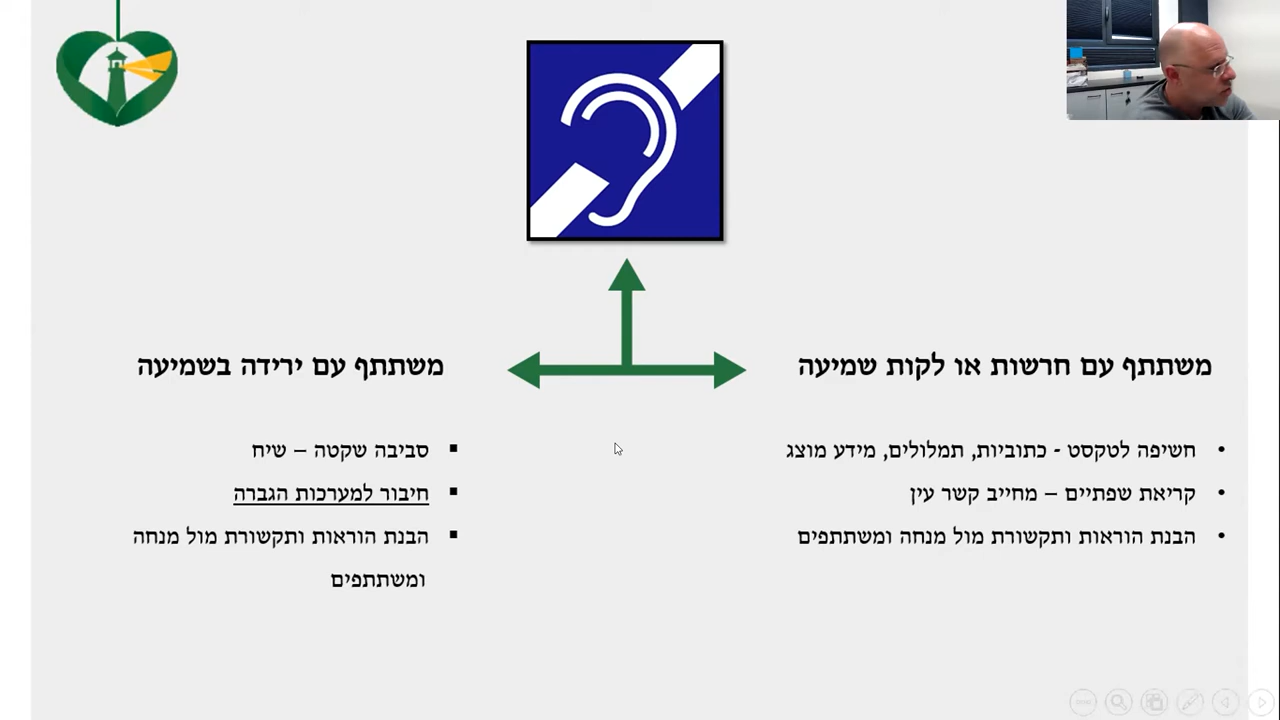 משתתף עם חרשות או לקות שמיעה
חשיפה לטקסט - כתוביות, תמלולים, מידע מוצג
קריאת שפתיים – מחייב קשר עין
הבנת הוראות ותקשורת מול מנחה ומשתתפים
משתתף עם ירידה בשמיעה
סביבה שקטה – שיח
חיבור למערכות הגברה
הבנת הוראות ותקשורת מול מנחה
ומשתתפים